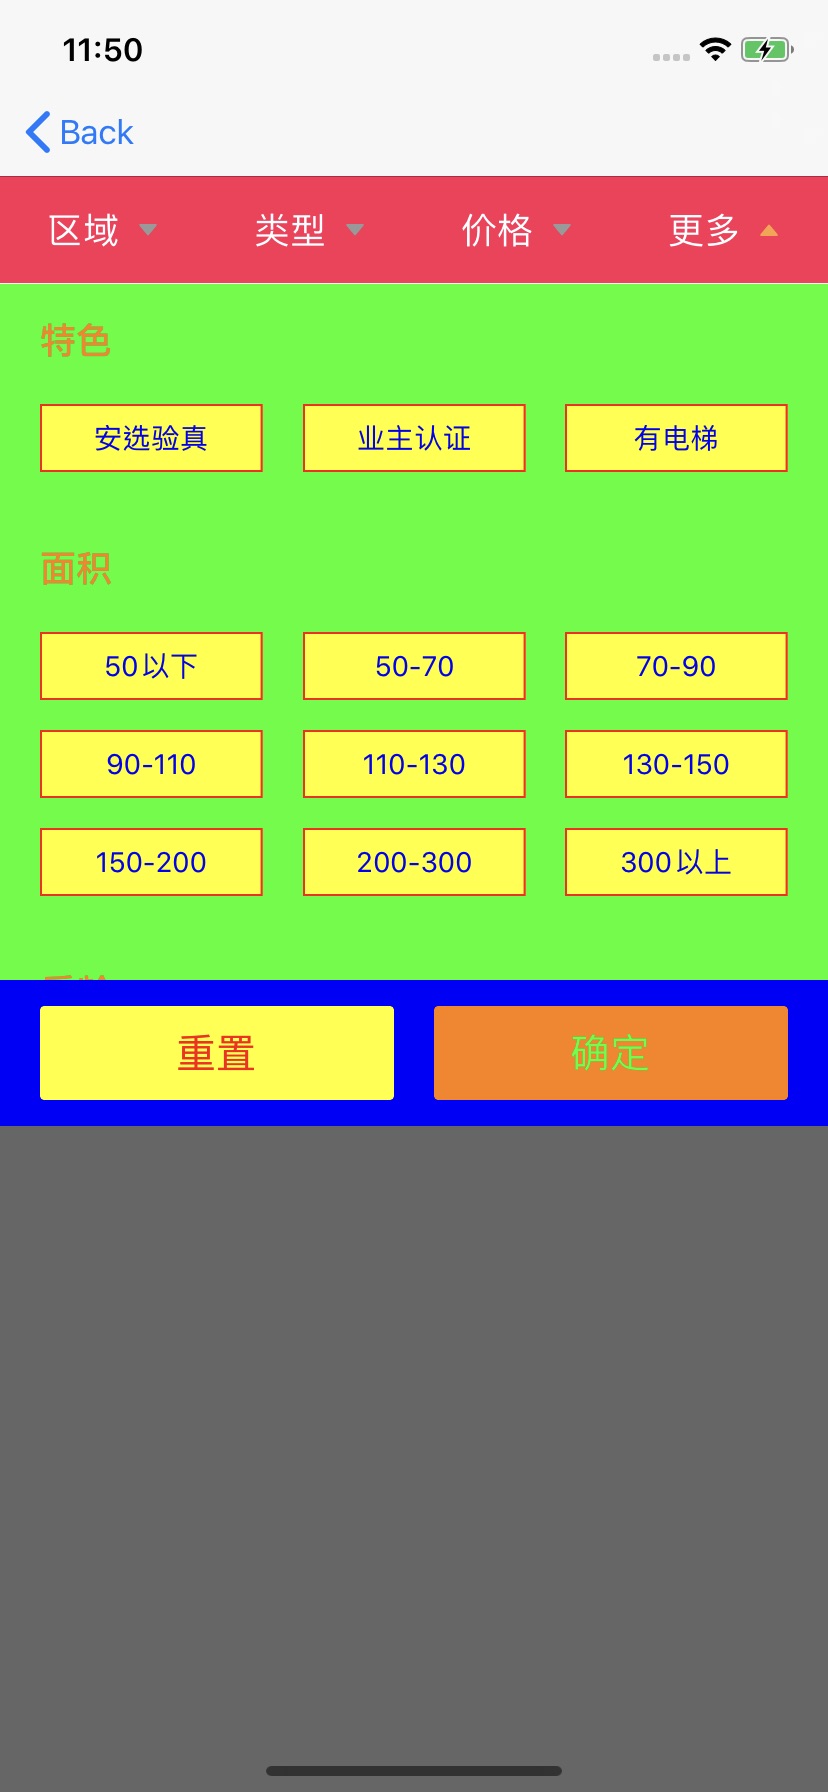 11:50
Back
区域 类型 价格 更多
特色
安选验真 业主认证 有电梯
面积
50以下 50-70 70-90
90-110 110-130 130-150
150-200 200-300 300以上
重置 确定